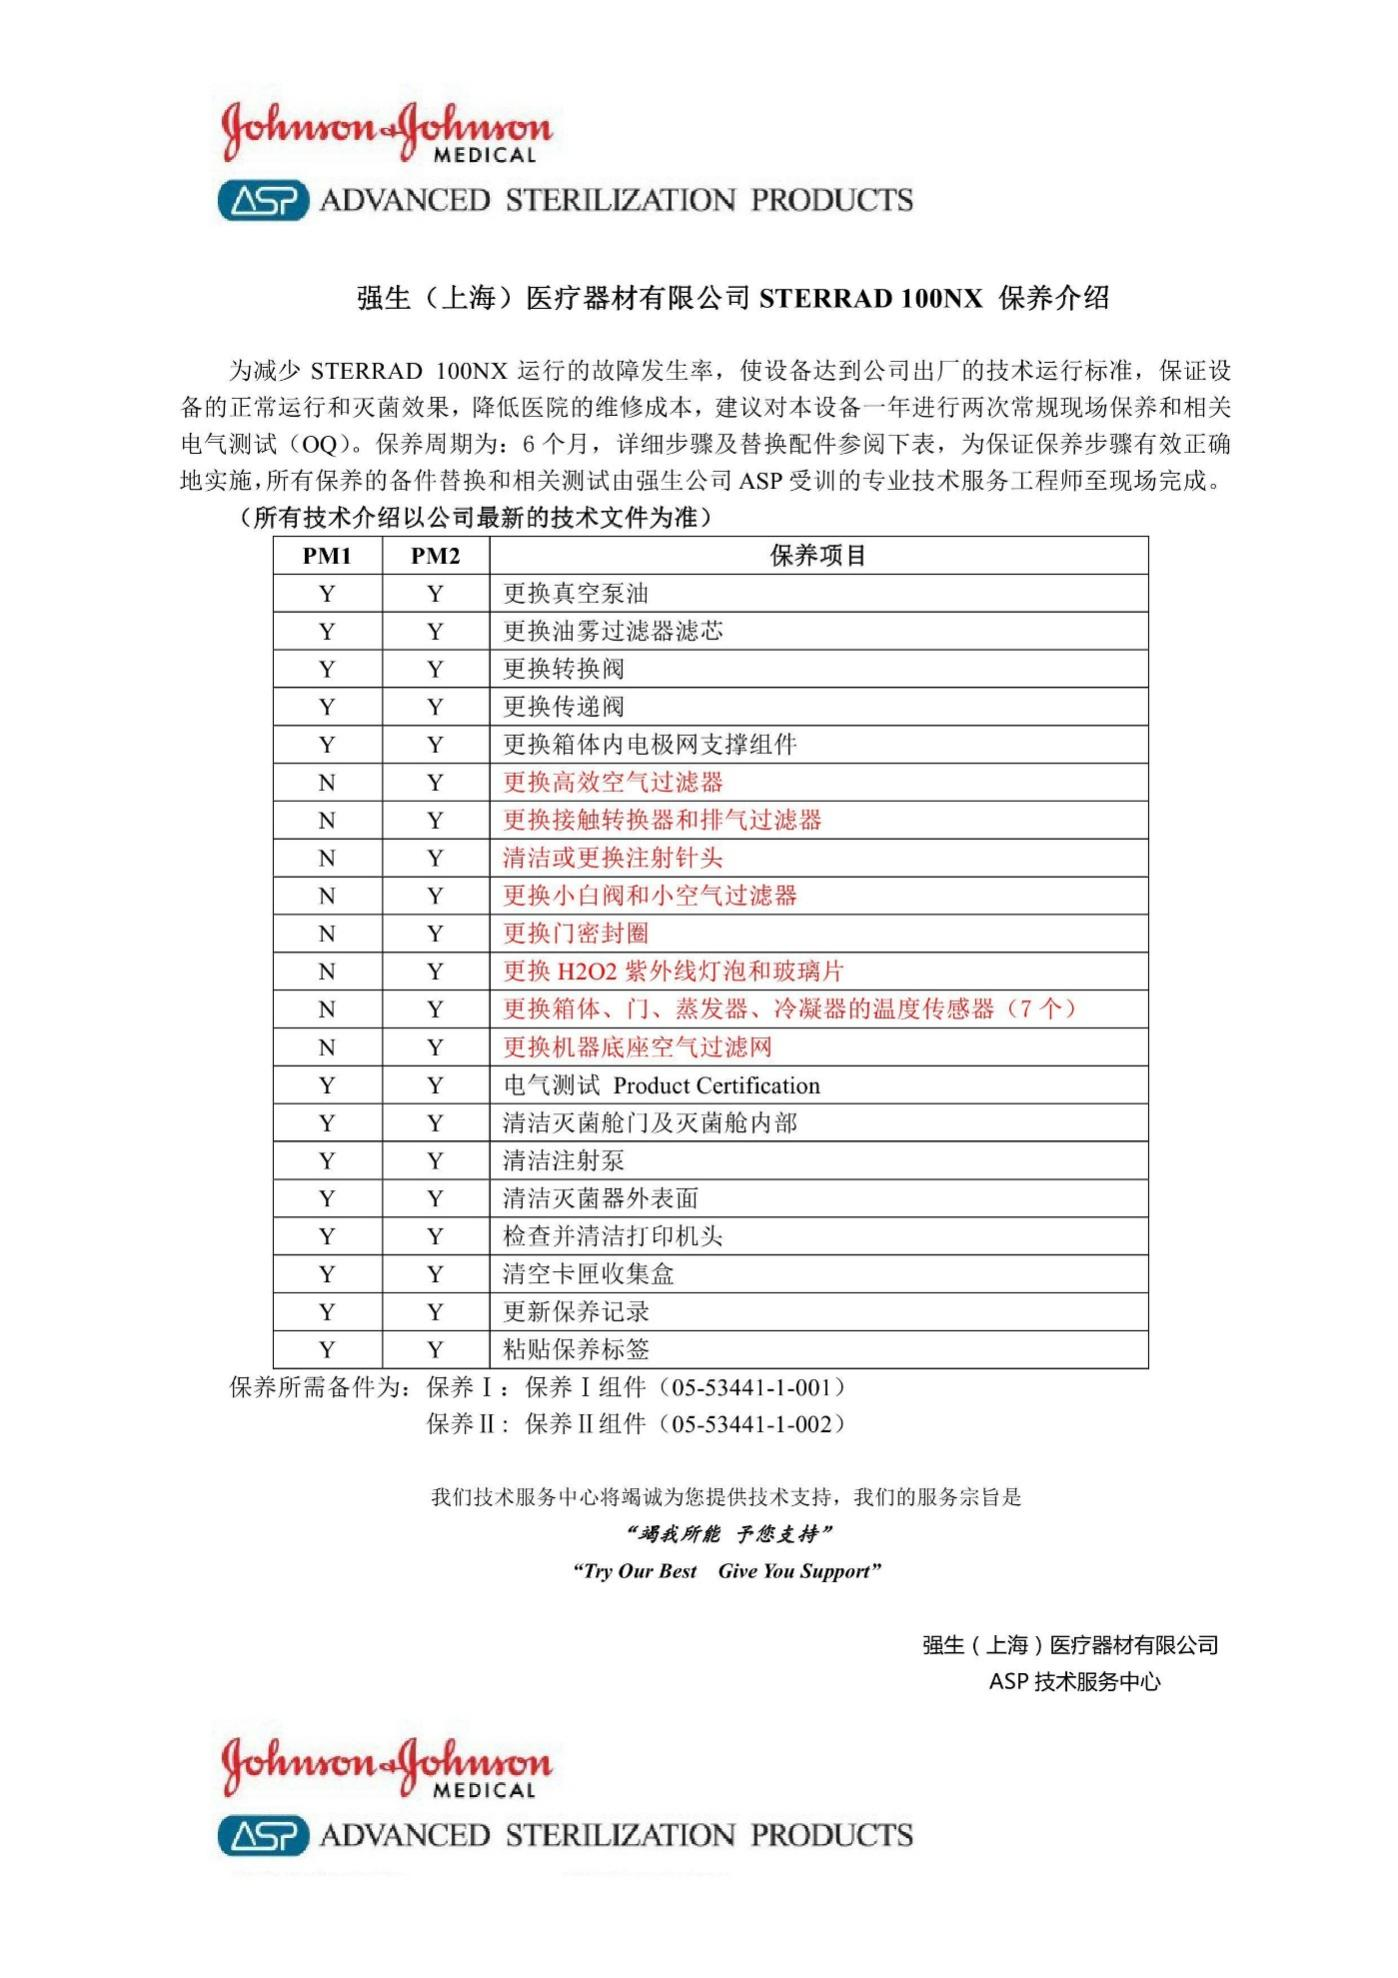 Johnson & Johnson
MEDICAL
ASP ADVANCED STERILIZATION PRODUCTS
强生（上海）医疗器材有限公司 STERRAD 100NX 保养介绍
为减少 STERRAD 100NX 运行的故障发生率，使设备达到公司出厂的技术运行标准，保证设
备的正常运行和灭菌效果，降低医院的维修成本，建议对本设备一年进行两次常规现场保养和相关
电气测试（OQ）。保养周期为：6 个月，详细步骤及替换配件参阅下表，为保证保养步骤有效正确
地实施，所有保养的备件替换和相关测试由强生公司 ASP 受训的专业技术服务工程师至现场完成。
（所有技术介绍以公司最新的技术文件为准）
PM1 PM2 保养项目
Y Y 更换真空泵油
Y Y 更换油雾过滤器滤芯
Y Y 更换转换阀
Y Y 更换传递阀
Y Y 更换箱体内电极网支撑组件
N Y 更换高效空气过滤器
N Y 更换接触转换器和排气过滤器
N Y 清洁或更换注射针头
N Y 更换小白阀和小空气过滤器
N Y 更换门密封圈
N Y 更换 H2O2 紫外线灯泡和玻璃片
N Y 更换箱体、门、蒸发器、冷凝器的温度传感器（7 个）
N Y 更换机器底座空气过滤网
Y Y 电气测试 Product Certification
Y Y 清洁灭菌舱门及灭菌舱内部
Y Y 清洁注射泵
Y Y 清洁灭菌器外表面
Y Y 检查并清洁打印机头
Y Y 清空卡匣收集盒
Y Y 更新保养记录
Y Y 粘贴保养标签
保养所需备件为：保养Ⅰ：保养Ⅰ组件（05-53441-1-001）
保养Ⅱ：保养Ⅱ组件（05-53441-1-002）
我们技术服务中心将竭诚为您提供技术支持，我们的服务宗旨是
“竭我所能 予您支持”
“Try Our Best Give You Support”
强生（上海）医疗器材有限公司
ASP 技术服务中心
Johnson & Johnson
MEDICAL
ASP ADVANCED STERILIZATION PRODUCTS